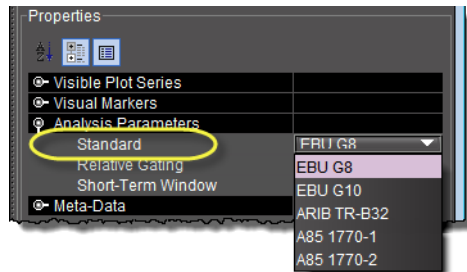 Properties
Visible Plot Series
Visual Markers
Analysis Parameters
Standard EBU G8
Relative Gating EBU G8
Short-Term Window EBU G10
Meta-Data ARIB TR-B32
A85 1770-1
A85 1770-2